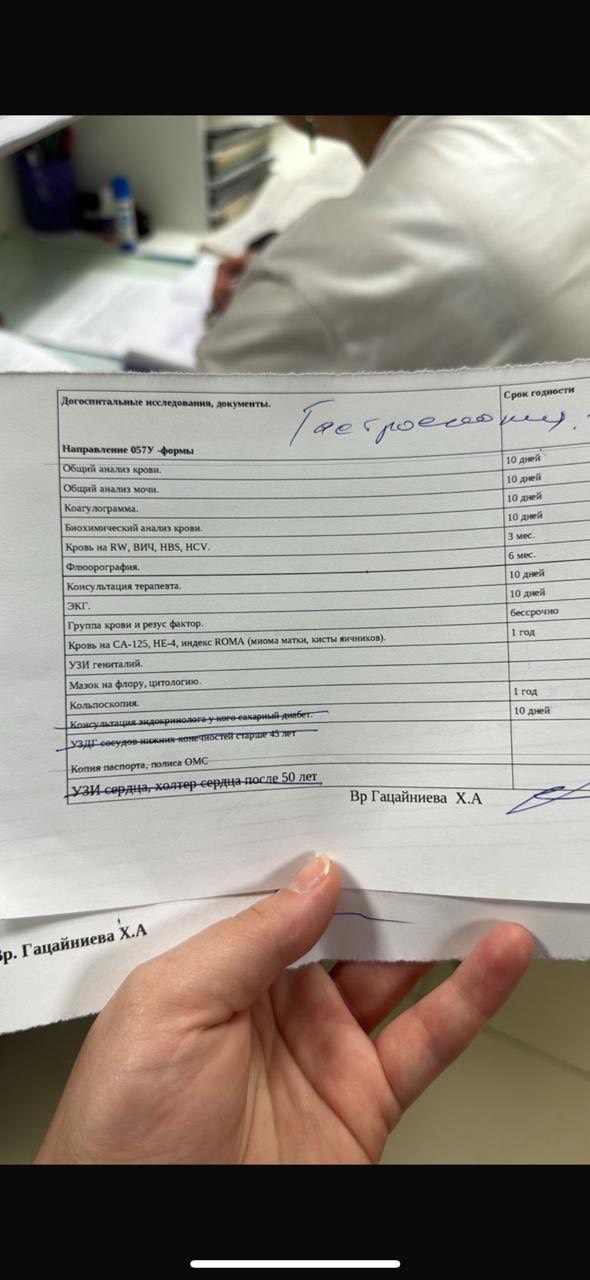 Догоспитальные исследования, документы.
Срок годности
Гастроскопия.
Направление 057У -формы
Общий анализ крови.
10 дней
Общий анализ мочи.
10 дней
Коагулограмма.
10 дней
Биохимический анализ крови.
10 дней
Кровь на RW, ВИЧ, HBS, HCV.
3 мес.
Флюорография.
6 мес.
Консультация терапевта.
10 дней
ЭКГ.
10 дней
Группа крови и резус фактор.
бессрочно
Кровь на СА-125, НЕ-4, индекс ROMA (миома матки, кисты яичников).
1 год
УЗИ гениталий.
Мазок на флору, цитологию.
Кольпоскопия.
1 год
Консультация эндокринолога у кого сахарный диабет.
10 дней
УЗДГ сосудов нижних конечностей старше 45 лет
Копия паспорта, полиса ОМС
УЗИ сердца, холтер сердца после 50 лет
Вр Гацайниева Х.А
Вр. Гацайниева Х.А